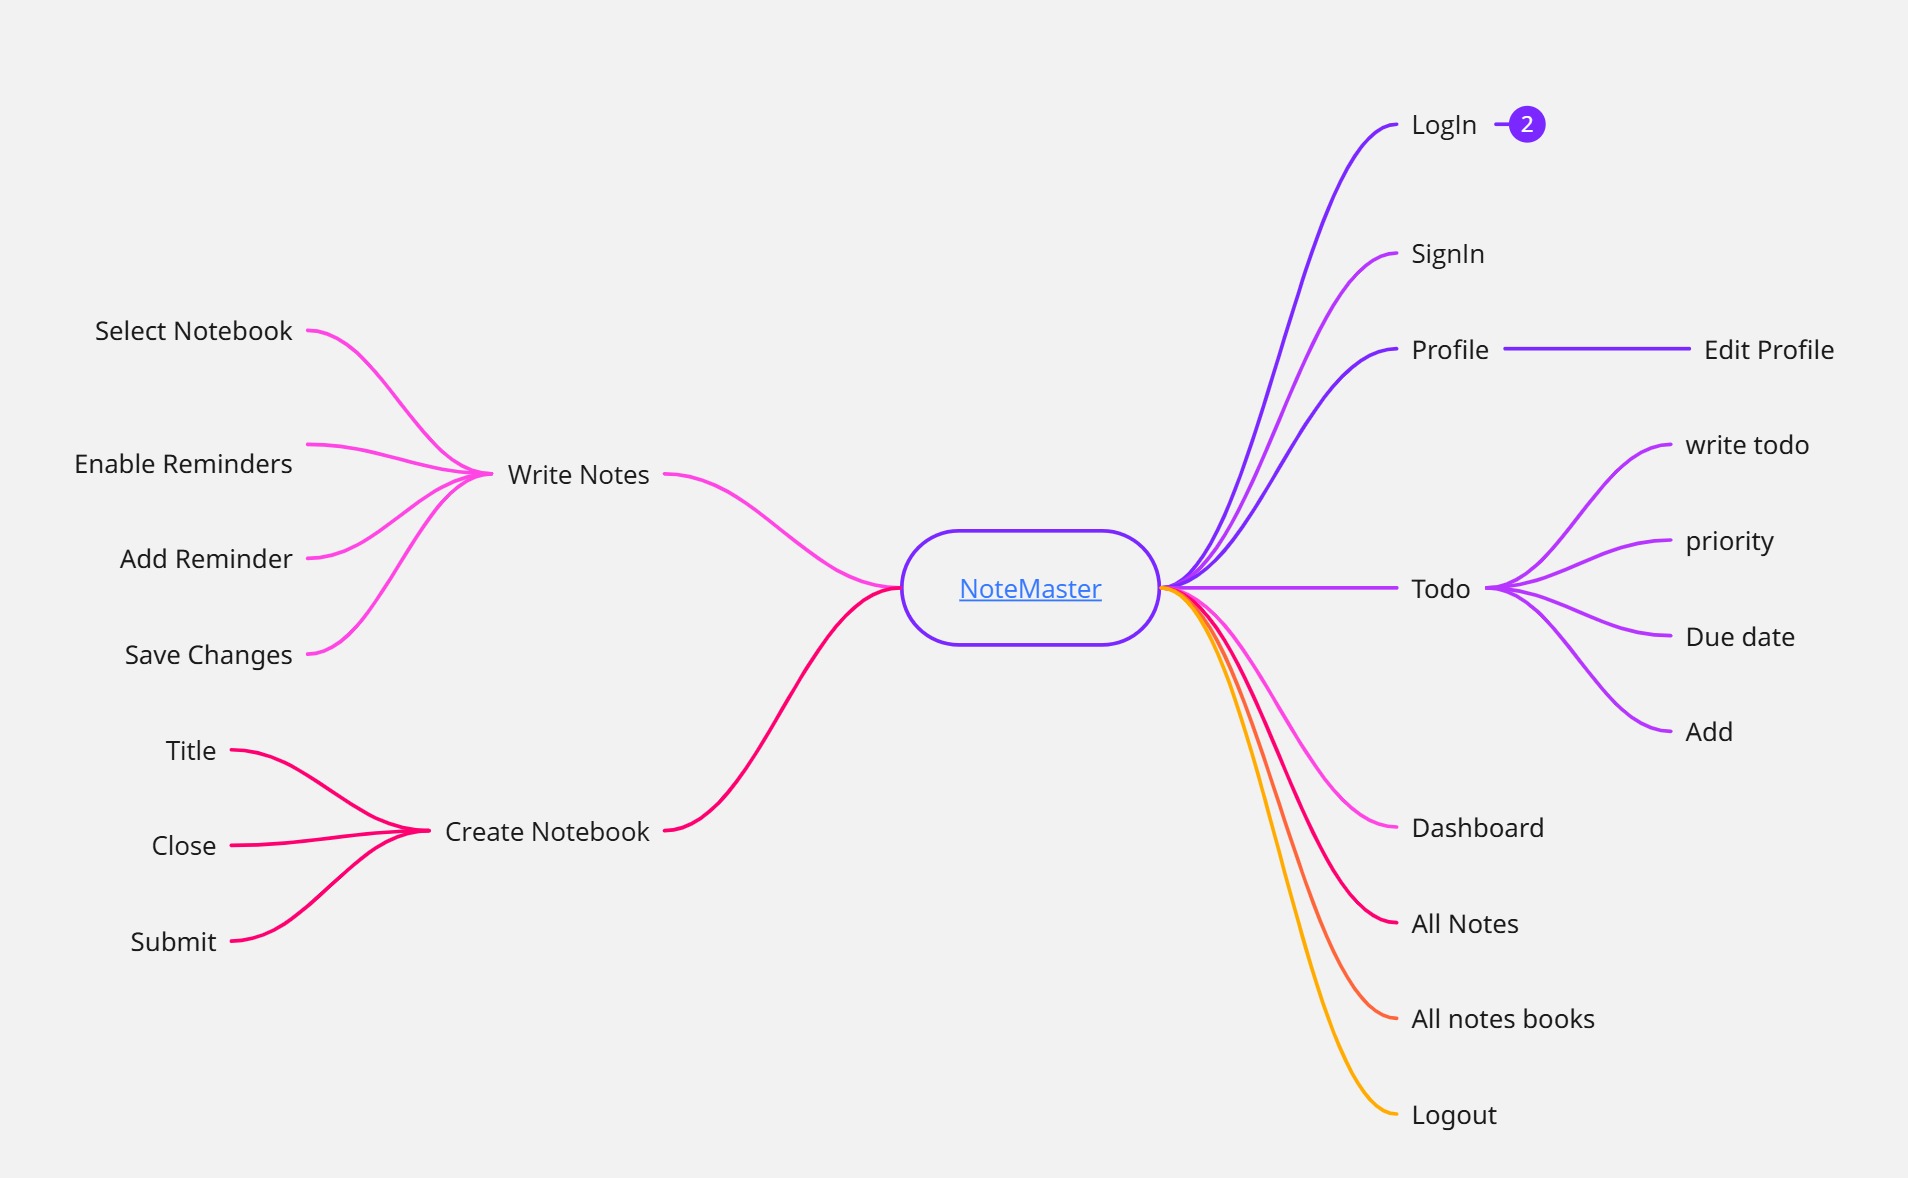 LogIn
2
SignIn
Profile
Edit Profile
Select Notebook
Enable Reminders
Add Reminder
Save Changes
Write Notes
Title
Close
Submit
Create Notebook
NoteMaster
Todo
write todo
priority
Due date
Add
Dashboard
All Notes
All notes books
Logout